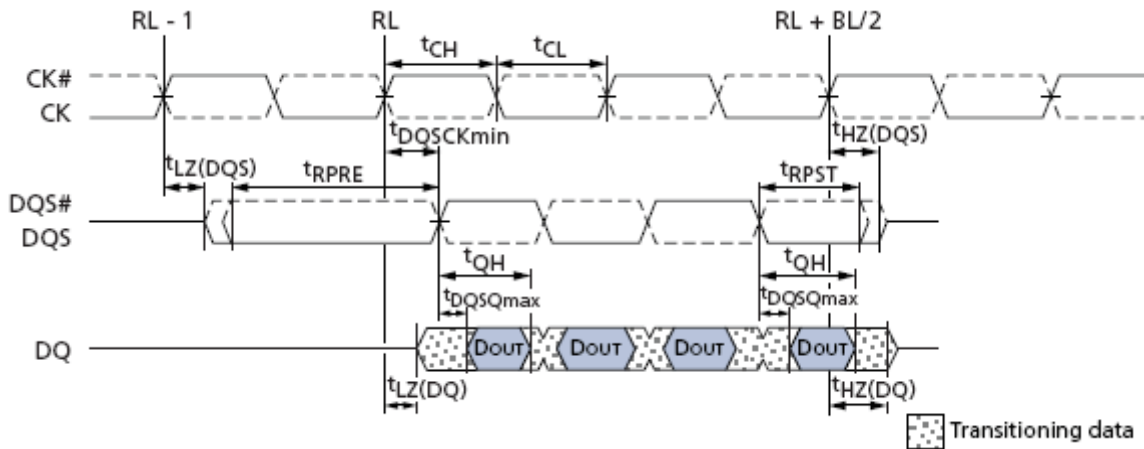 RL - 1 RL RL + BL/2
tCH tCL
CK#
CK
tDQSCKmin tHZ(DQS)
tLZ(DQS) tRPRE tRPST
DQS#
DQS
tQH tQH
tDQSQmax tDQSQmax
DQ DOUT DOUT DOUT DOUT
tLZ(DQ) tHZ(DQ)
Transitioning data